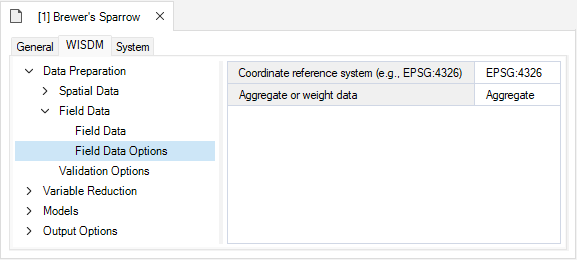 [1] Brewer's Sparrow
General WISDM System
Data Preparation
Spatial Data
Field Data
Field Data
Field Data Options
Validation Options
Variable Reduction
Models
Output Options
Coordinate reference system (e.g., EPSG:4326) EPSG:4326
Aggregate or weight data Aggregate